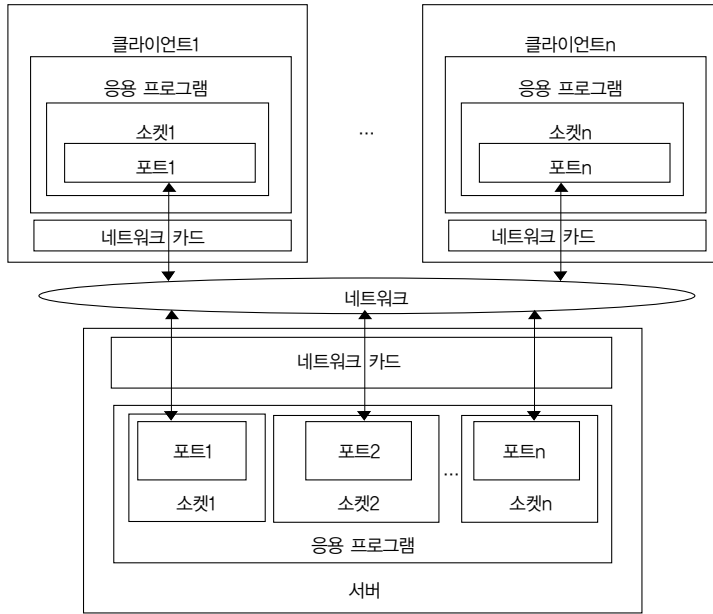 클라이언트1
응용 프로그램
소켓1
포트1
네트워크 카드
...
클라이언트n
응용 프로그램
소켓n
포트n
네트워크 카드
네트워크
네트워크 카드
포트1
소켓1
포트2
소켓2
...
포트n
소켓n
응용 프로그램
서버